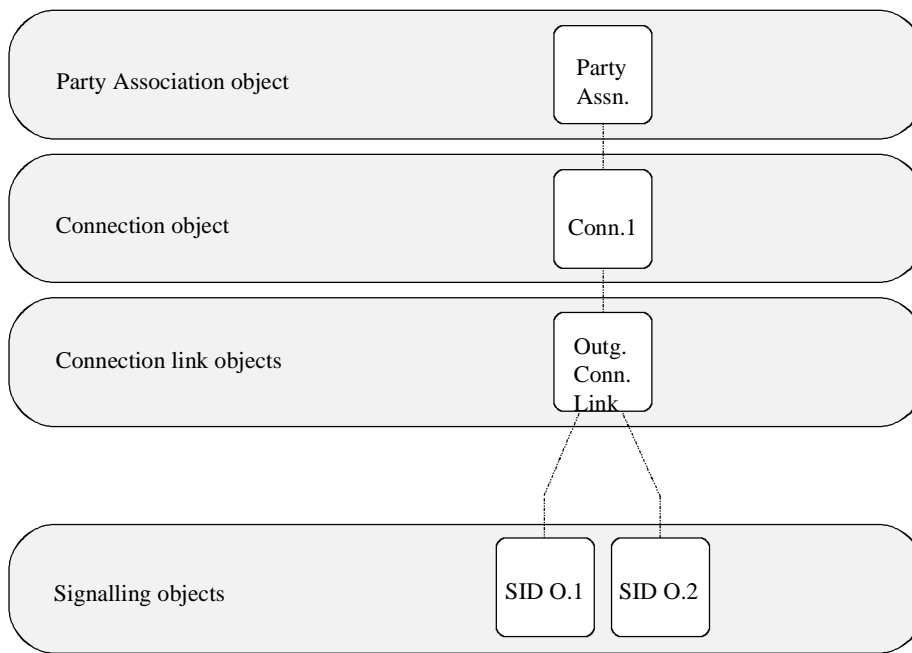 Party Association object
Party
Assn.
Connection object
Conn.1
Connection link objects
Outg.
Conn.
Link
Signalling objects
SID O.1
SID O.2